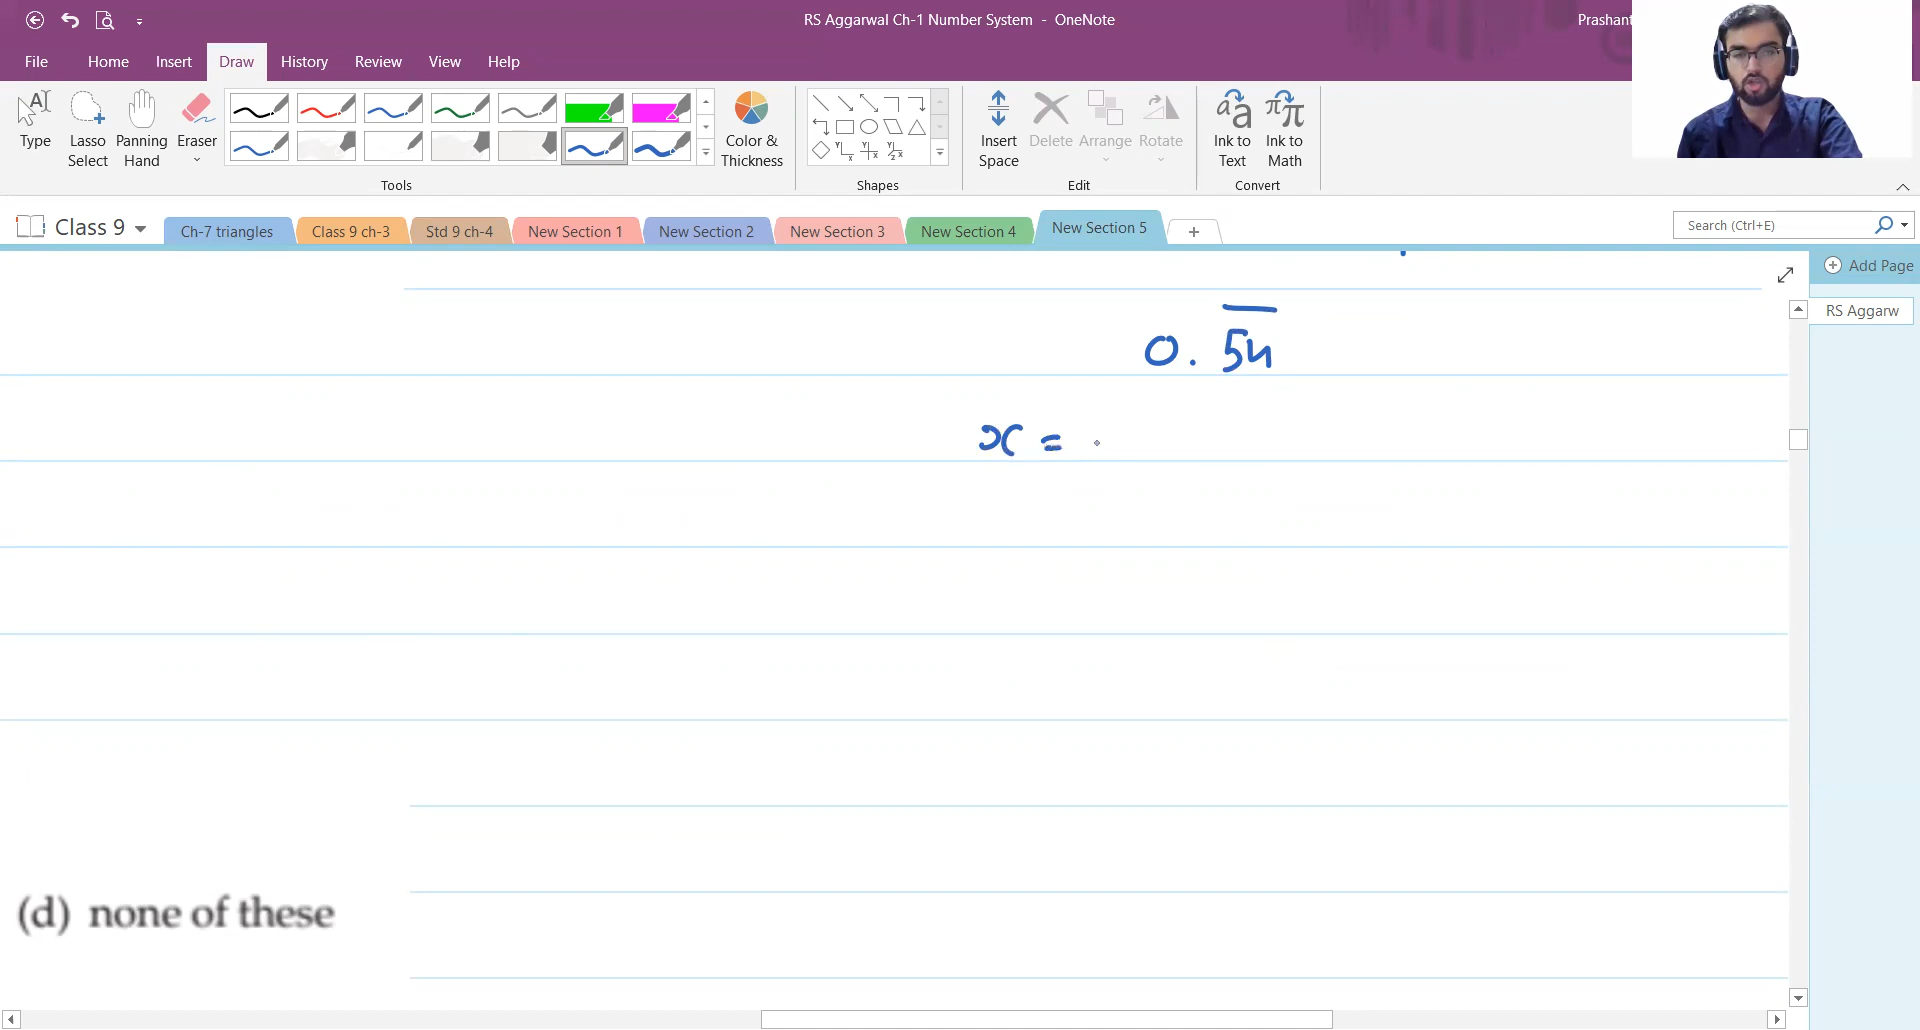 RS Aggarwal Ch-1 Number System - OneNote
Prashant
File Home Insert Draw History Review View Help
Type
Lasso Select
Panning Hand
Eraser
Color & Thickness
Insert Space
Delete
Arrange
Rotate
Ink to Text
Ink to Math
Tools
Shapes
Edit
Convert
Class 9
Ch-7 triangles
Class 9 ch-3
Std 9 ch-4
New Section 1
New Section 2
New Section 3
New Section 4
New Section 5
Search (Ctrl+E)
Add Page
RS Aggarw
0. 5̅4̅
x =
(d) none of these